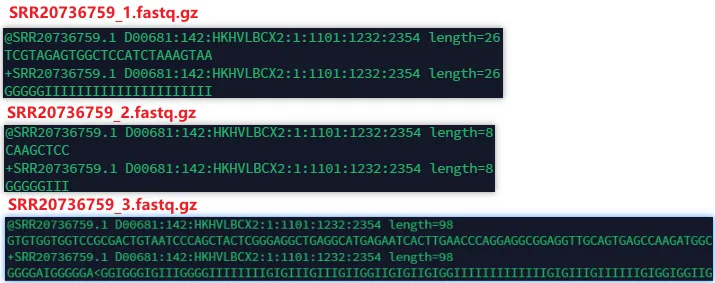 SRR20736759_1.fastq.gz
@SRR20736759.1 D00681:142:HKHVLBCX2:1:1101:1232:2354 length=26
TCGTAGAGTGGCTCCATCTAAAGTAA
+SRR20736759.1 D00681:142:HKHVLBCX2:1:1101:1232:2354 length=26
GGGGGIIIIIIIIIIIIIIIIIIIII
SRR20736759_2.fastq.gz
@SRR20736759.1 D00681:142:HKHVLBCX2:1:1101:1232:2354 length=8
CAAGCTCC
+SRR20736759.1 D00681:142:HKHVLBCX2:1:1101:1232:2354 length=8
GGGGGIII
SRR20736759_3.fastq.gz
@SRR20736759.1 D00681:142:HKHVLBCX2:1:1101:1232:2354 length=98
GTGTGGTGGTCCGCGACTGTAATCCCAGCTACTCGGGAGGCTGAGGCATGAGAATCACTTGAACCCAGGAGGCGGAGGTTGCAGTGAGCCAAGATGGC
+SRR20736759.1 D00681:142:HKHVLBCX2:1:1101:1232:2354 length=98
GGGGAIGGGGGGA<GGIGGGIGIIIGGGGIIIIIIIIIGIGIIIGIIIGIIGGIIGIGIIGIGGIIIIIIIIIIIIIIGIGIIIGIIIIIIGIGGIGGIIG